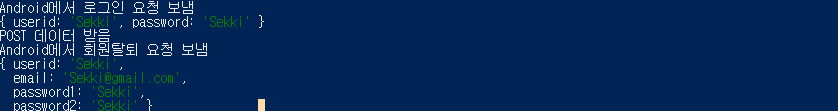 Android에서 로그인 요청 보냄
{ userid: 'Sekki', password: 'Sekki' }
POST 데이터 받음
Android에서 회원탈퇴 요청 보냄
{ userid: 'Sekki',
  email: 'Sekki@gmail.com',
  password1: 'Sekki',
  password2: 'Sekki' }